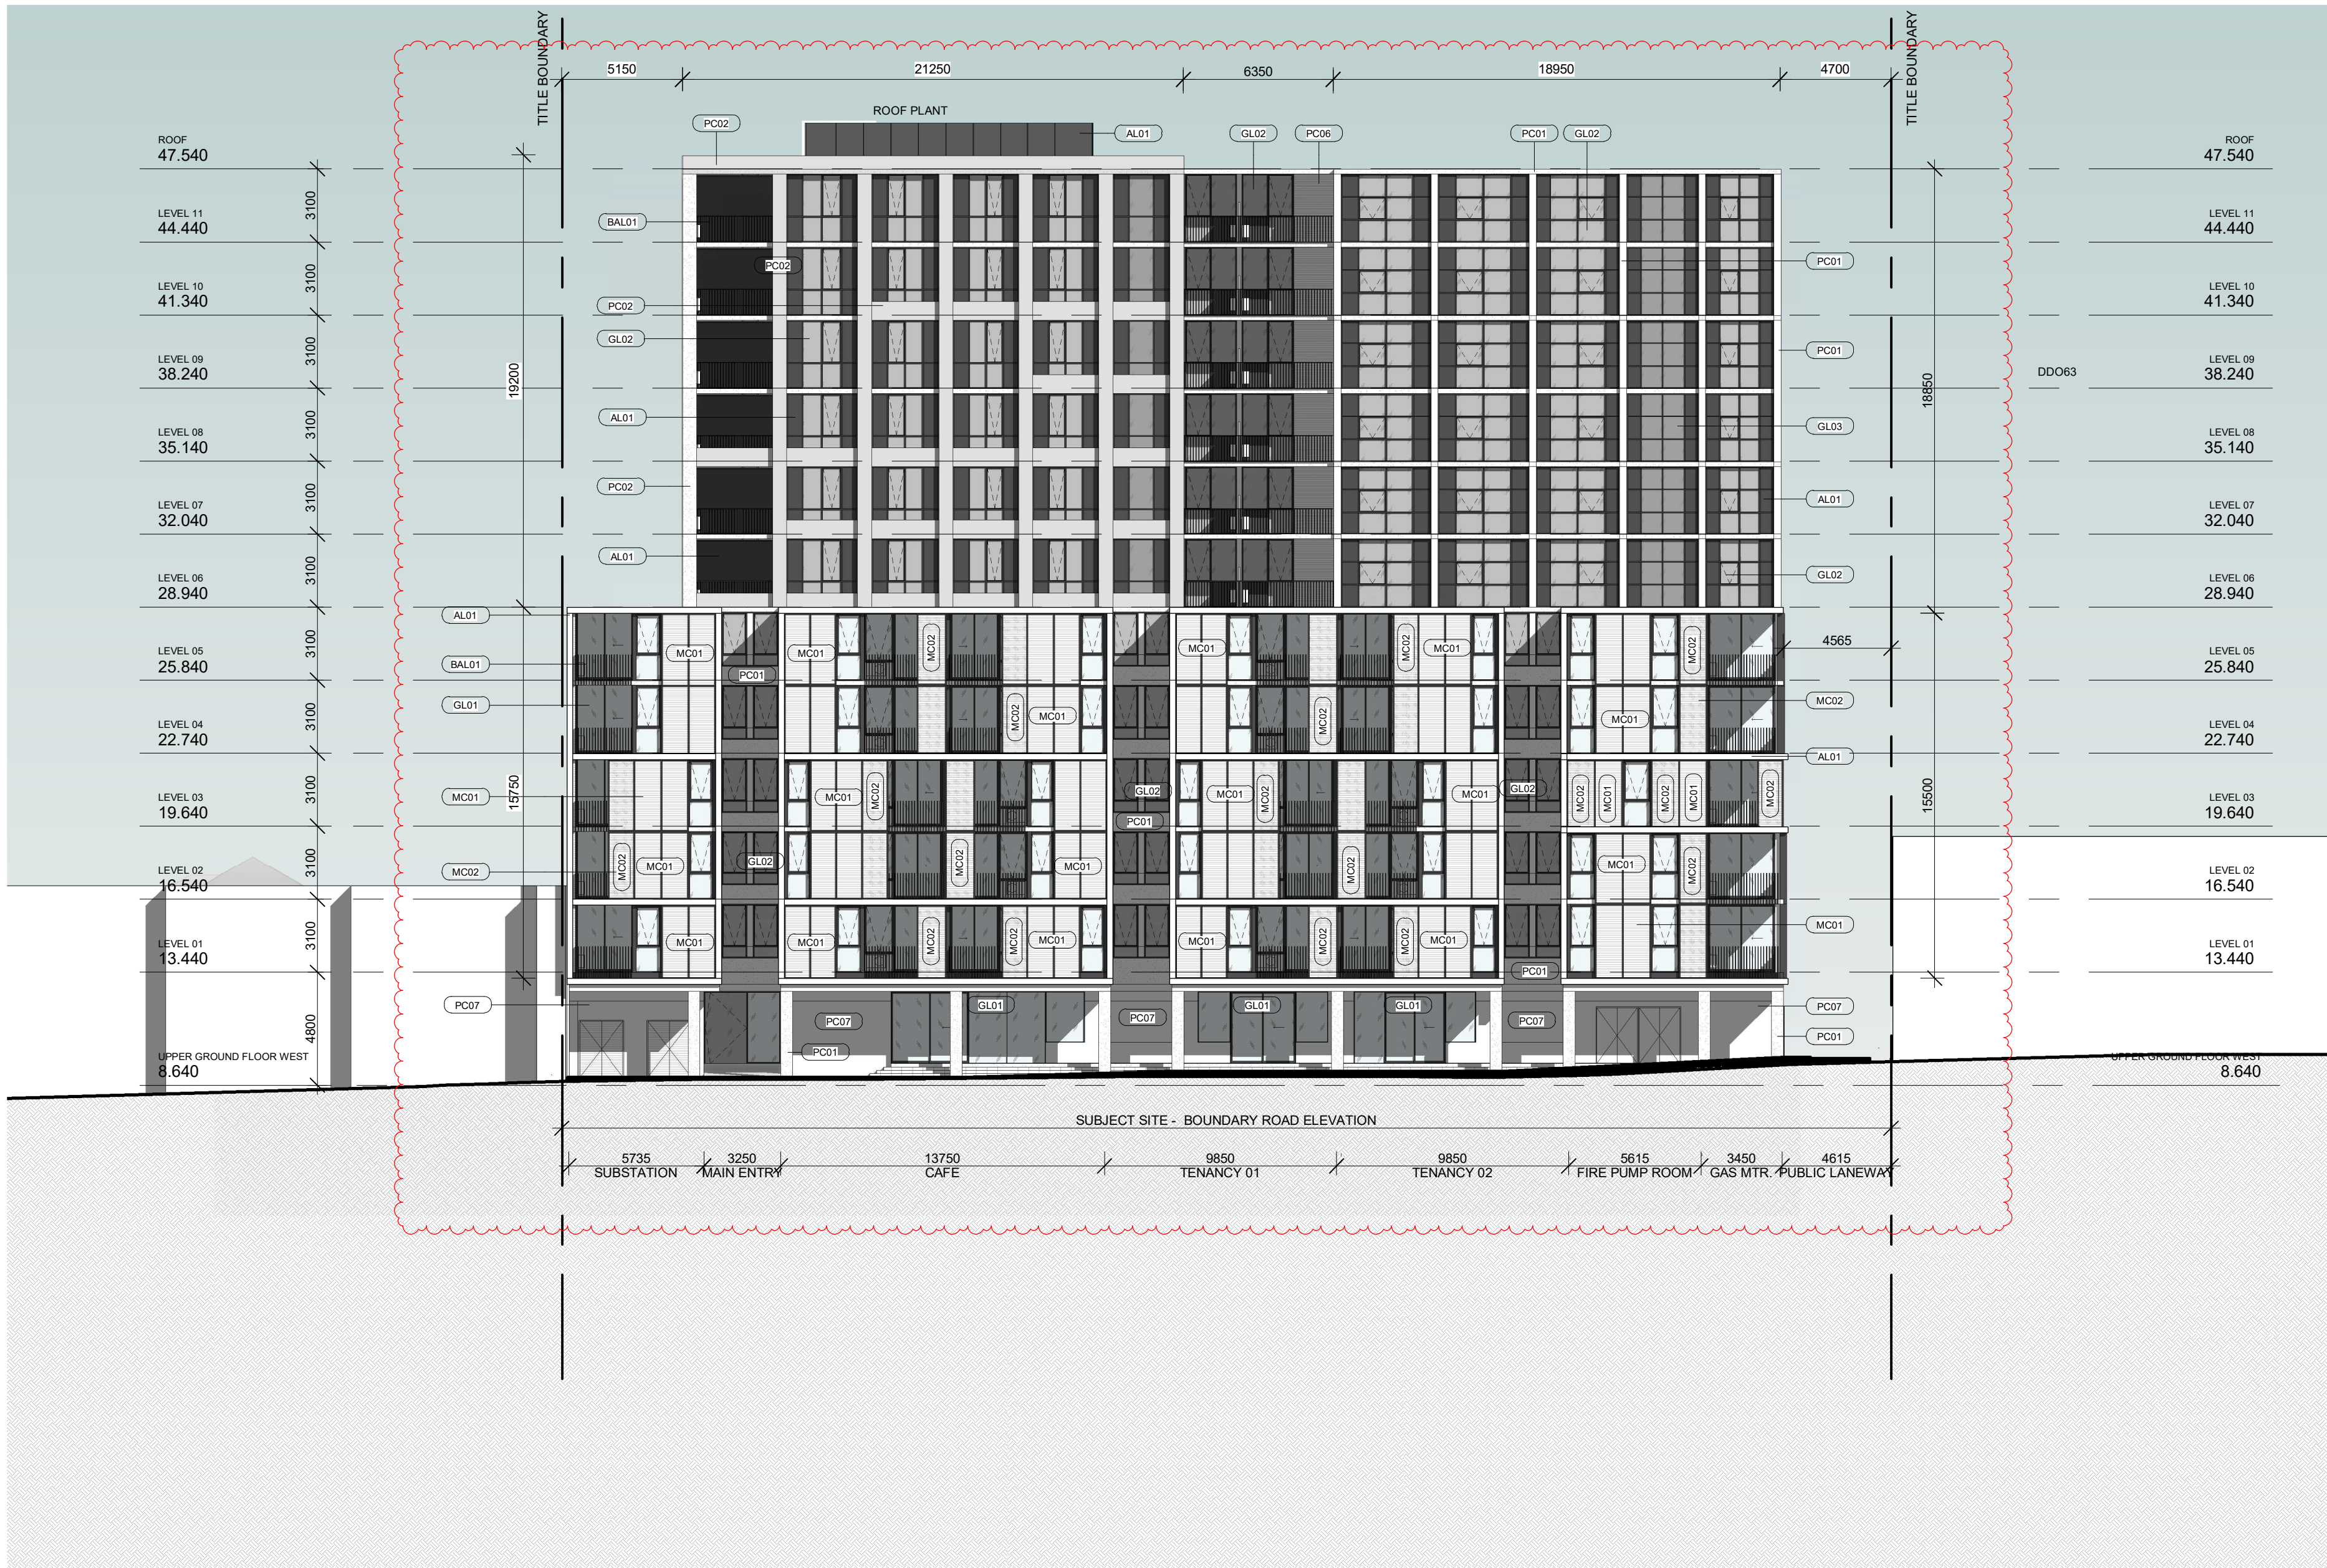 TITLE BOUNDARY
TITLE BOUNDARY
5150
21250
6350
18950
4700
ROOF PLANT
PC02
AL01
GL02
PC06
PC01
GL02
ROOF
47.540
ROOF
47.540
3100
LEVEL 11
44.440
BAL01
LEVEL 11
44.440
PC02
PC01
3100
LEVEL 10
41.340
PC02
LEVEL 10
41.340
GL02
PC01
3100
LEVEL 09
38.240
19200
18850
DDO63
LEVEL 09
38.240
3100
AL01
GL03
LEVEL 08
35.140
LEVEL 08
35.140
PC02
AL01
3100
LEVEL 07
32.040
LEVEL 07
32.040
AL01
GL02
3100
LEVEL 06
28.940
LEVEL 06
28.940
AL01
3100
MC01
MC01
MC02
MC01
MC02
MC01
MC02
4565
LEVEL 05
25.840
BAL01
PC01
LEVEL 05
25.840
GL01
3100
MC02
MC01
MC02
MC01
MC02
LEVEL 04
22.740
LEVEL 04
22.740
AL01
3100
15750
15500
MC01
MC01
MC02
GL02
MC01
MC02
MC01
GL02
MC02
MC01
MC02
MC01
MC02
LEVEL 03
19.640
PC01
LEVEL 03
19.640
3100
MC02
MC02
MC01
GL02
MC02
MC01
MC02
MC01
MC02
LEVEL 02
16.540
LEVEL 02
16.540
3100
MC01
MC01
MC02
MC02
MC01
MC01
MC02
MC02
MC01
MC01
LEVEL 01
13.440
PC01
LEVEL 01
13.440
4800
PC07
PC07
GL01
PC07
GL01
GL01
PC07
PC07
PC01
PC01
UPPER GROUND FLOOR WEST
8.640
UPPER GROUND FLOOR WEST
8.640
SUBJECT SITE - BOUNDARY ROAD ELEVATION
5735
3250
13750
9850
9850
5615
3450
4615
SUBSTATION
MAIN ENTRY
CAFE
TENANCY 01
TENANCY 02
FIRE PUMP ROOM
GAS MTR.
PUBLIC LANEWAY